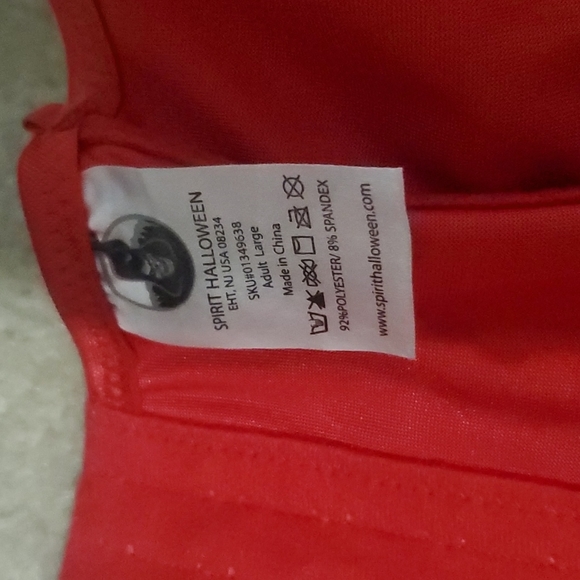 SPIRIT HALLOWEEN
EHT, NJ USA 08234
SKU#01349638
Adult Large
Made in China
92%POLYESTER/ 8% SPANDEX
www.spirithalloween.com